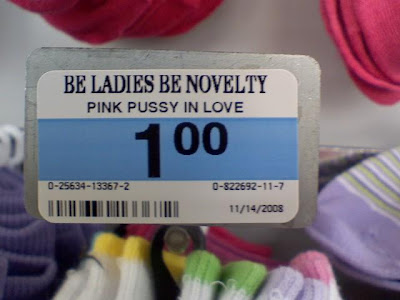 BE LADIES BE NOVELTY
PINK PUSSY IN LOVE
1.00
0-25634-13367-2 0-822692-11-7
11/14/2008